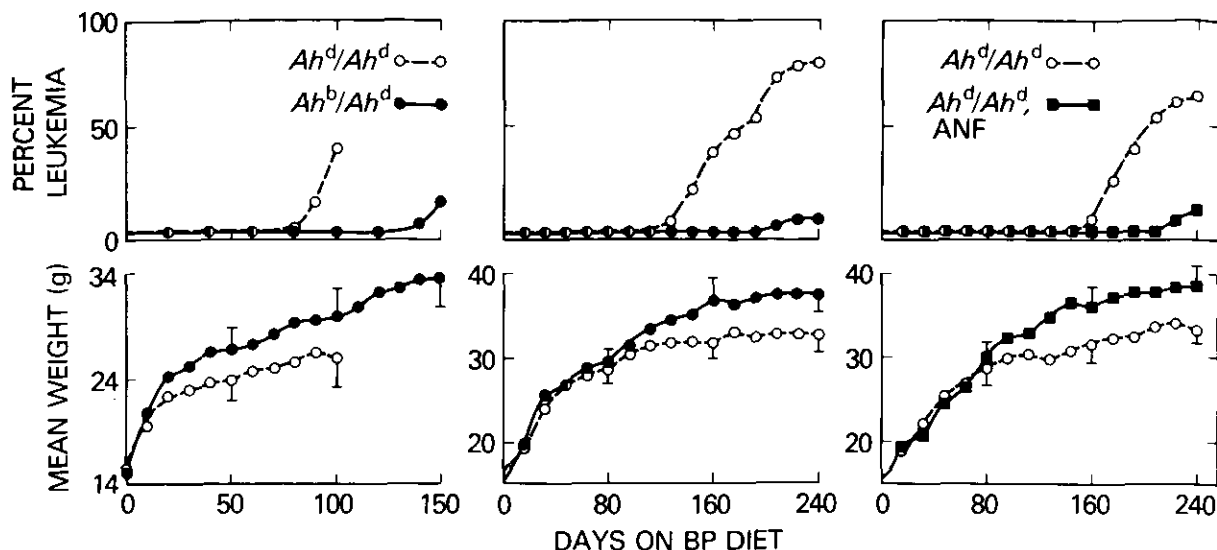 PERCENT
LEUKEMIA
100
50
0
Ahᵈ/Ahᵈ
Ahᵇ/Ahᵈ
Ahᵈ/Ahᵈ
Ahᵈ/Ahᵈ,
ANF
MEAN WEIGHT (g)
34
24
14
40
30
20
40
30
20
0 50 100 150
0 80 160 240
0 80 160 240
DAYS ON BP DIET